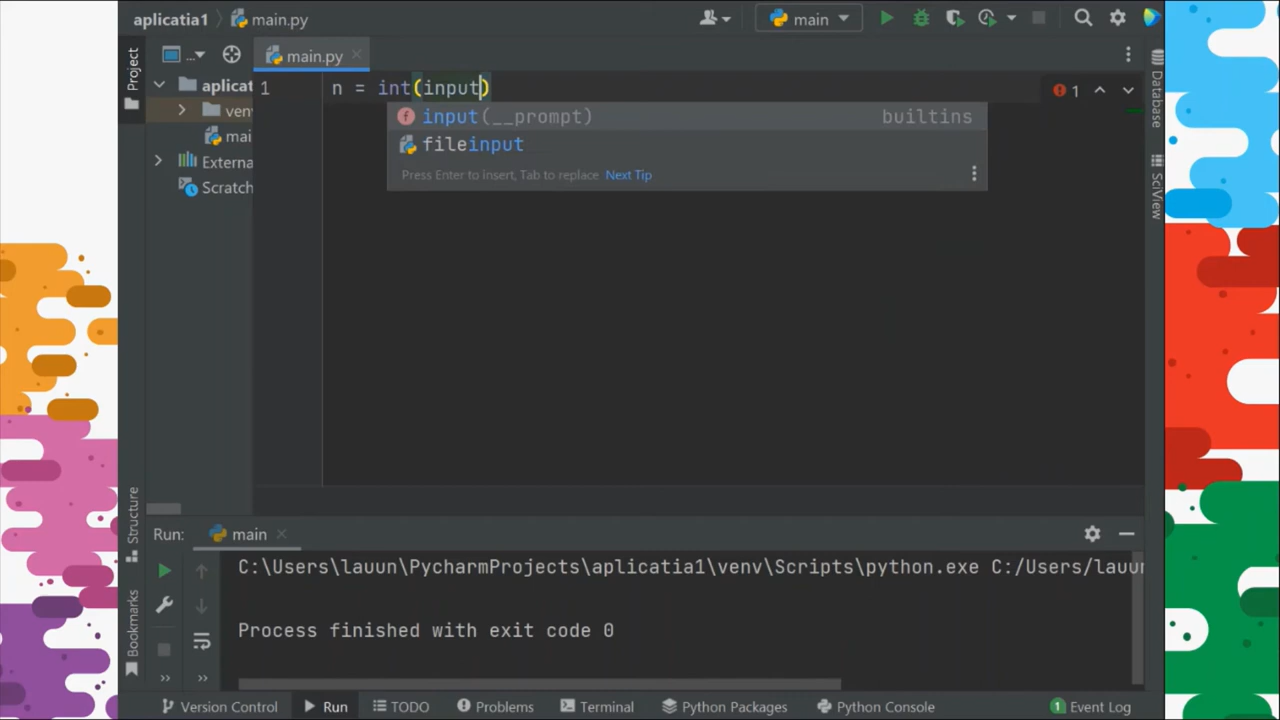 aplicatia1 main.py main
Project ... main.py
aplicat 1 n = int(input) 1
venv input(__prompt) builtins
mai fileinput
Externa
Press Enter to insert, Tab to replace Next Tip
Scratch
Database
SciView
Structure
Bookmarks
Run: main
C:\Users\lauun\PycharmProjects\aplicatia1\venv\Scripts\python.exe C:/Users/lauun
Process finished with exit code 0
Version Control Run TODO Problems Terminal Python Packages Python Console 1 Event Log